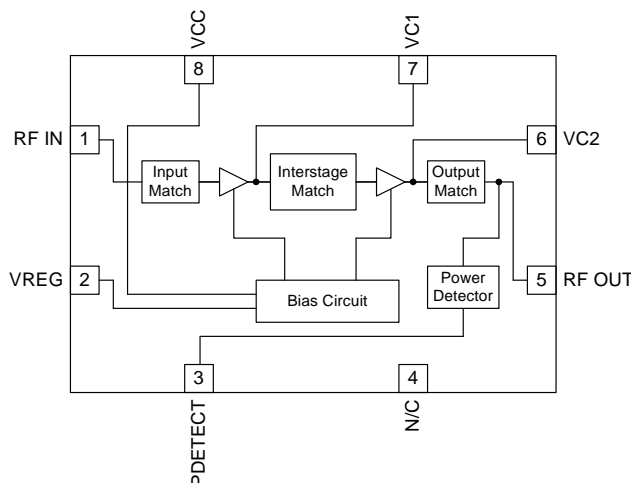 VCC
VC1
8
7
RF IN
1
6
VC2
Input
Match
Interstage
Match
Output
Match
VREG
2
Bias Circuit
Power
Detector
5
RF OUT
3
4
PDETECT
N/C